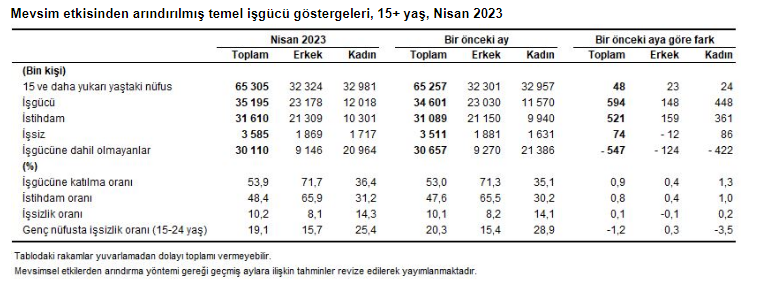 Mevsim etkisinden arındırılmış temel işgücü göstergeleri, 15+ yaş, Nisan 2023
Nisan 2023 Bir önceki ay Bir önceki aya göre fark
Toplam Erkek Kadın Toplam Erkek Kadın Toplam Erkek Kadın
(Bin kişi)
15 ve daha yukarı yaştaki nüfus 65 305 32 324 32 981 65 257 32 301 32 957 48 23 24
İşgücü 35 195 23 178 12 018 34 601 23 030 11 570 594 148 448
İstihdam 31 610 21 309 10 301 31 089 21 150 9 940 521 159 361
İşsiz 3 585 1 869 1 717 3 511 1 881 1 631 74 - 12 86
İşgücüne dahil olmayanlar 30 110 9 146 20 964 30 657 9 270 21 386 - 547 - 124 - 422
(%)
İşgücüne katılma oranı 53,9 71,7 36,4 53,0 71,3 35,1 0,9 0,4 1,3
İstihdam oranı 48,4 65,9 31,2 47,6 65,5 30,2 0,8 0,4 1,0
İşsizlik oranı 10,2 8,1 14,3 10,1 8,2 14,1 0,1 -0,1 0,2
Genç nüfusta işsizlik oranı (15-24 yaş) 19,1 15,7 25,4 20,3 15,4 28,9 -1,2 0,3 -3,5
Tablodaki rakamlar yuvarlamadan dolayı toplamı vermeyebilir.
Mevsimsel etkilerden arındırma yöntemi gereği geçmiş aylara ilişkin tahminler revize edilerek yayımlanmaktadır.